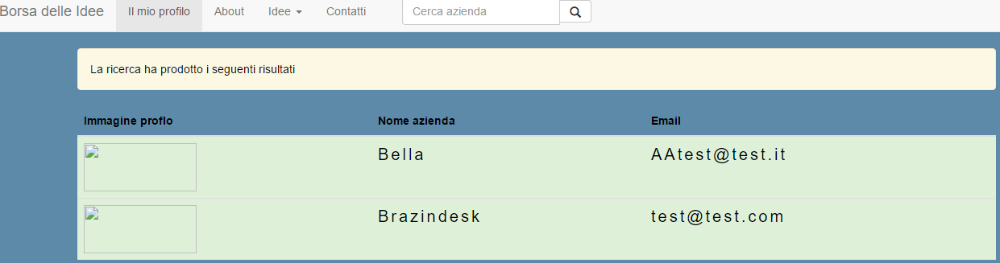 Borsa delle Idee Il mio profilo About Idee Contatti Cerca azienda
La ricerca ha prodotto i seguenti risultati
Immagine proflo Nome azienda Email
Bella AAtest@test.it
Brazindesk test@test.com